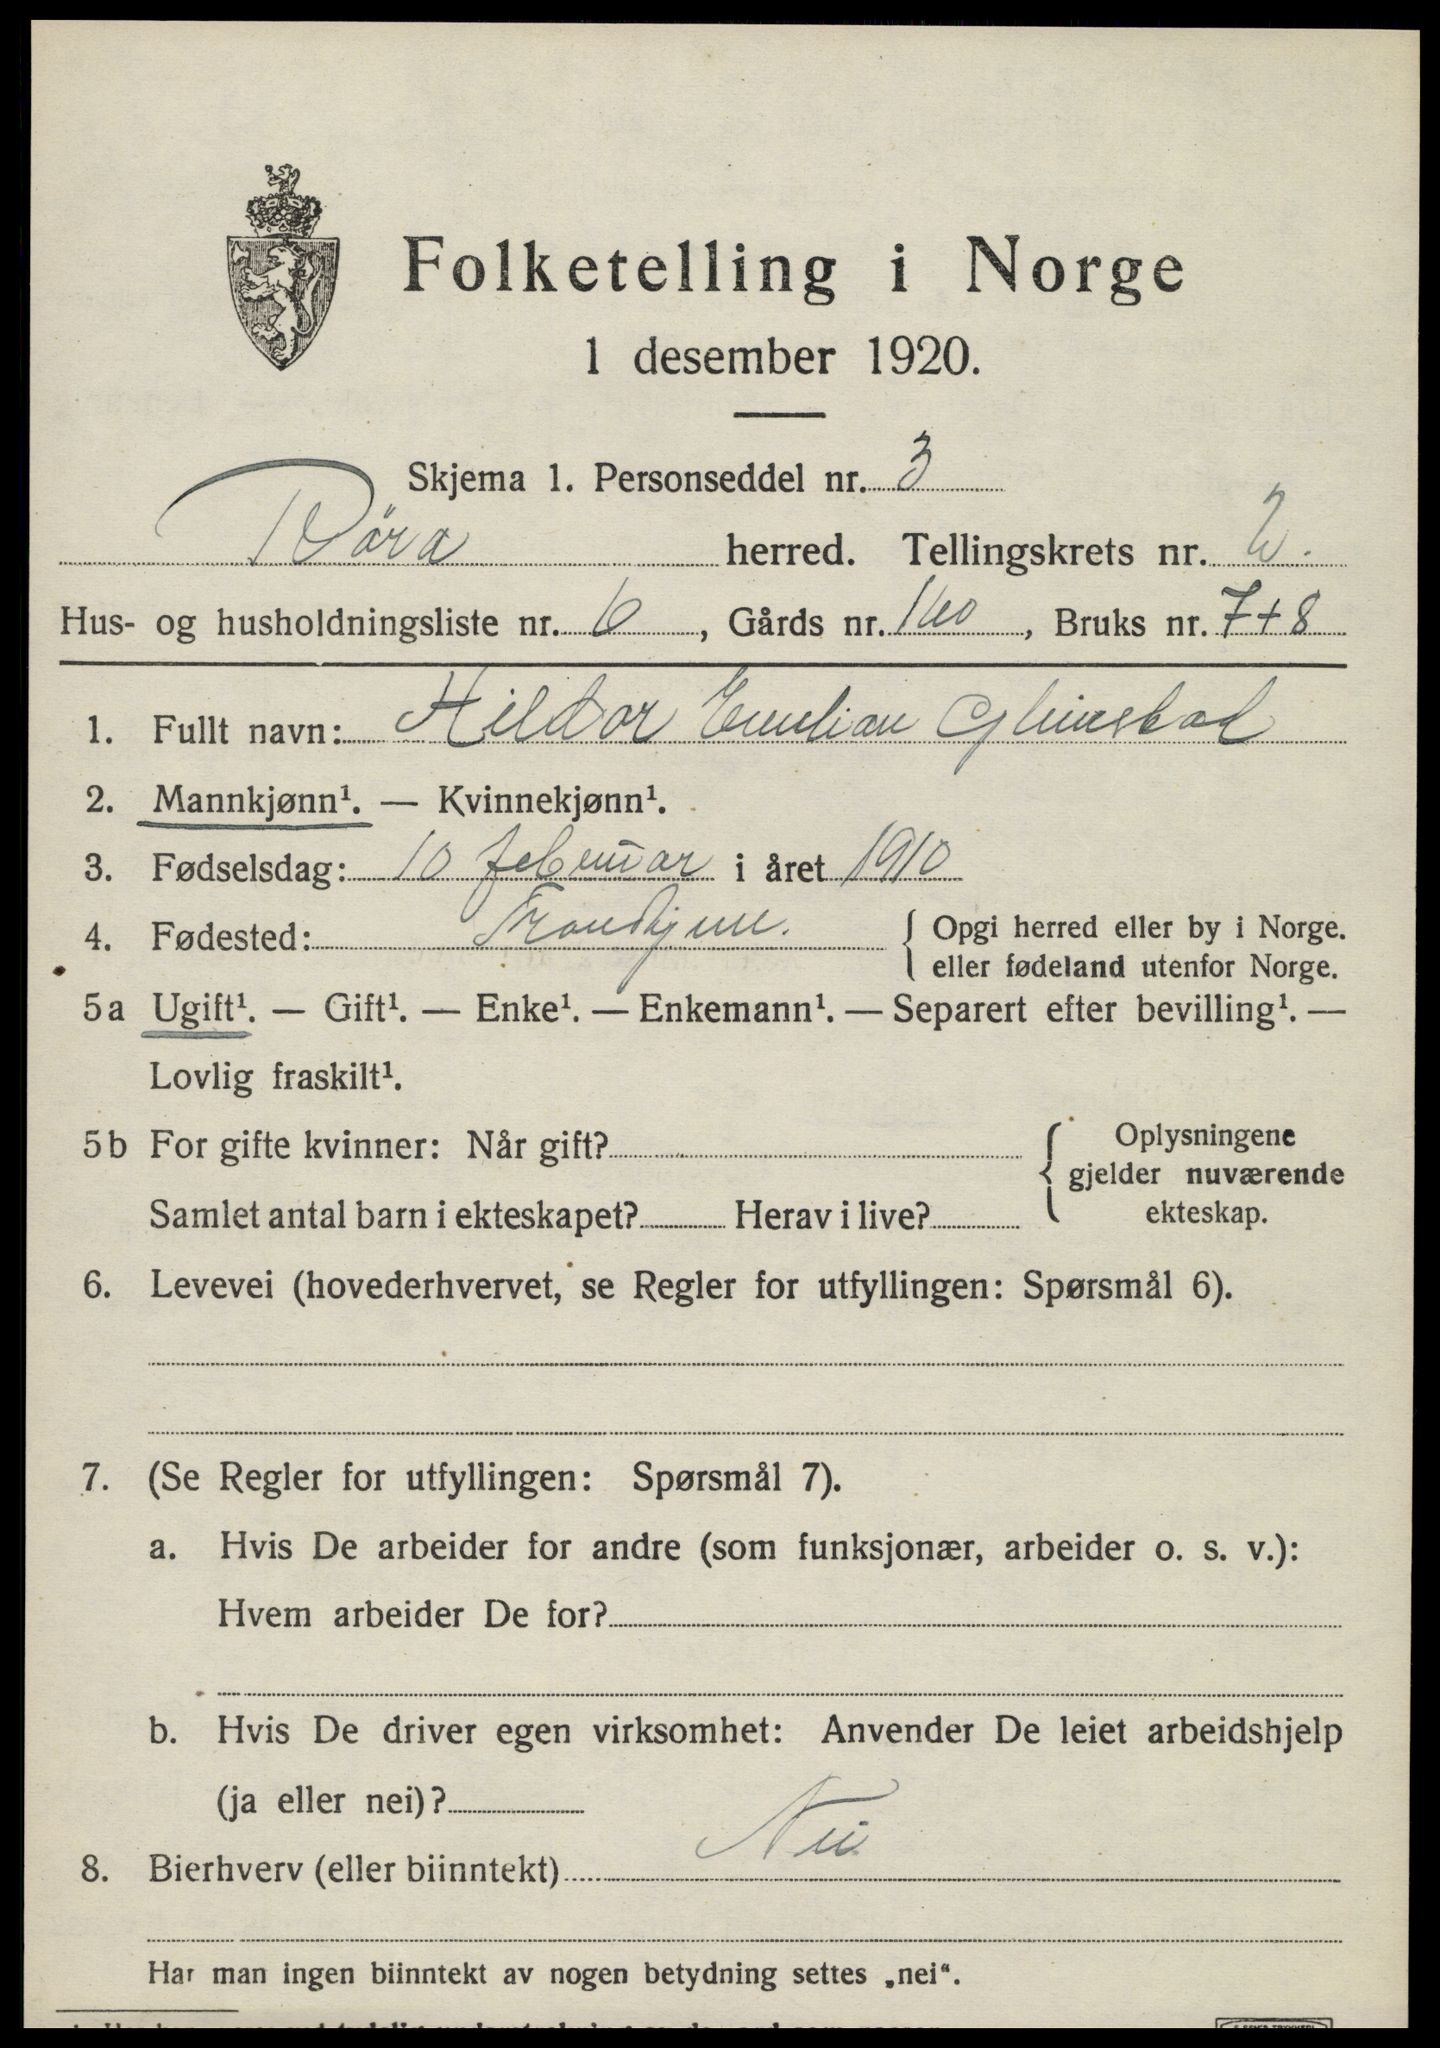 Folketelling i Norge
1 desember 1920.
Skjema 1. Personseddel nr. 3
Vöra herred. Tellingskrets nr. 2.
Hus- og husholdningsliste nr. 6, Gårds nr. 140, Bruks nr. 7+8
1. Fullt navn: Hildor Emilian
2. Mannkjønn¹. — Kvinnekjønn¹.
3. Fødselsdag: 10 februar i året 1910
4. Fødested: Trondhjem. { Opgi herred eller by i Norge.
eller fødeland utenfor Norge.
5a Ugift¹. — Gift¹. — Enke¹. — Enkemann¹. — Separert efter bevilling¹. —
Lovlig fraskilt¹.
5b For gifte kvinner: Når gift? { Oplysningene
gjelder nuværende
Samlet antal barn i ekteskapet? Herav i live? ekteskap.
6. Levevei (hovederhvervet, se Regler for utfyllingen: Spørsmål 6).
7. (Se Regler for utfyllingen: Spørsmål 7).
a. Hvis De arbeider for andre (som funksjonær, arbeider o. s. v.):
Hvem arbeider De for?
b. Hvis De driver egen virksomhet: Anvender De leiet arbeidshjelp
(ja eller nei)?
8. Bierhverv (eller biinntekt) Nei
Har man ingen biinntekt av nogen betydning settes „nei“.